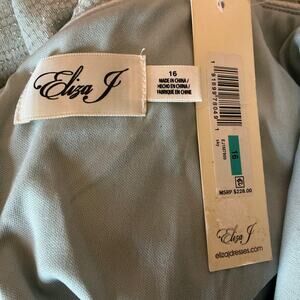 Eliza J
16
MADE IN CHINA/
HECHO EN CHINA/
FABRIQUÉ EN CHINE
16
MSRP $228.00
Eliza J
elizajdresses.com